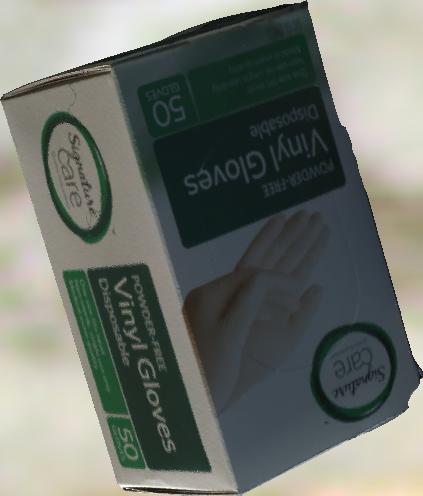 Signature
care
POWDER-FREE
Vinyl Gloves
Disposable
50
GLOVES
Signature
care
POWDER-FREE
Vinyl Gloves
Disposable
50
GLOVES